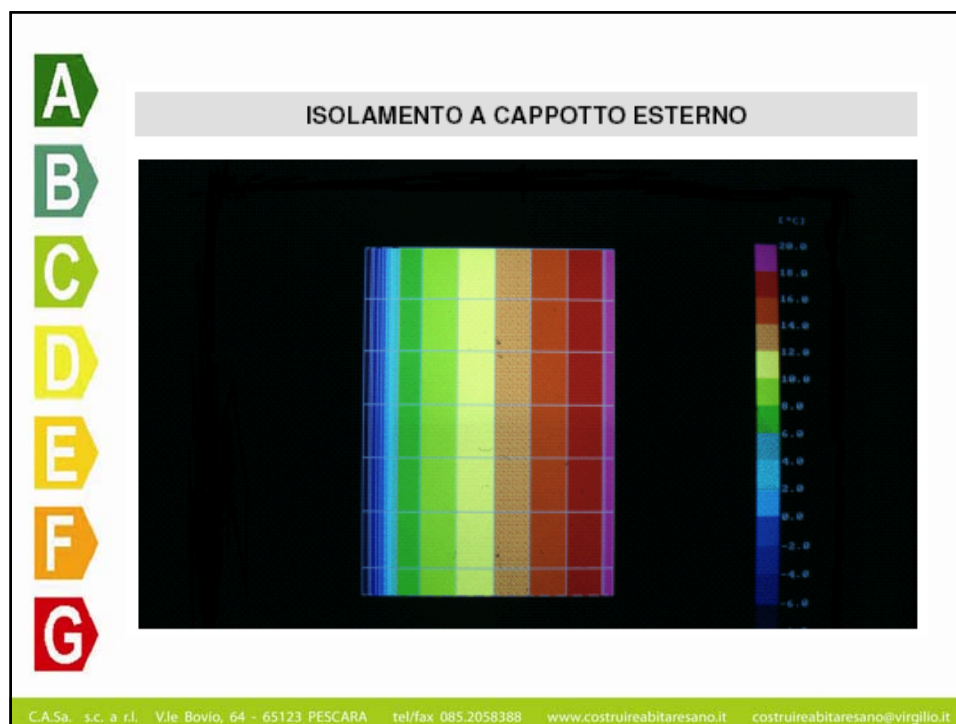 A
B
C
D
E
F
G
ISOLAMENTO A CAPPOTTO ESTERNO
[°C]
20.0
18.0
16.0
14.0
12.0
10.0
8.0
6.0
4.0
2.0
0.0
-2.0
-4.0
-6.0
C.A.Sa. s.c. a r.l. V.le Bovio, 64 - 65123 PESCARA tel/fax 085.2058388 www.costruireabitaresano.it costruireabitaresano@virgilio.it